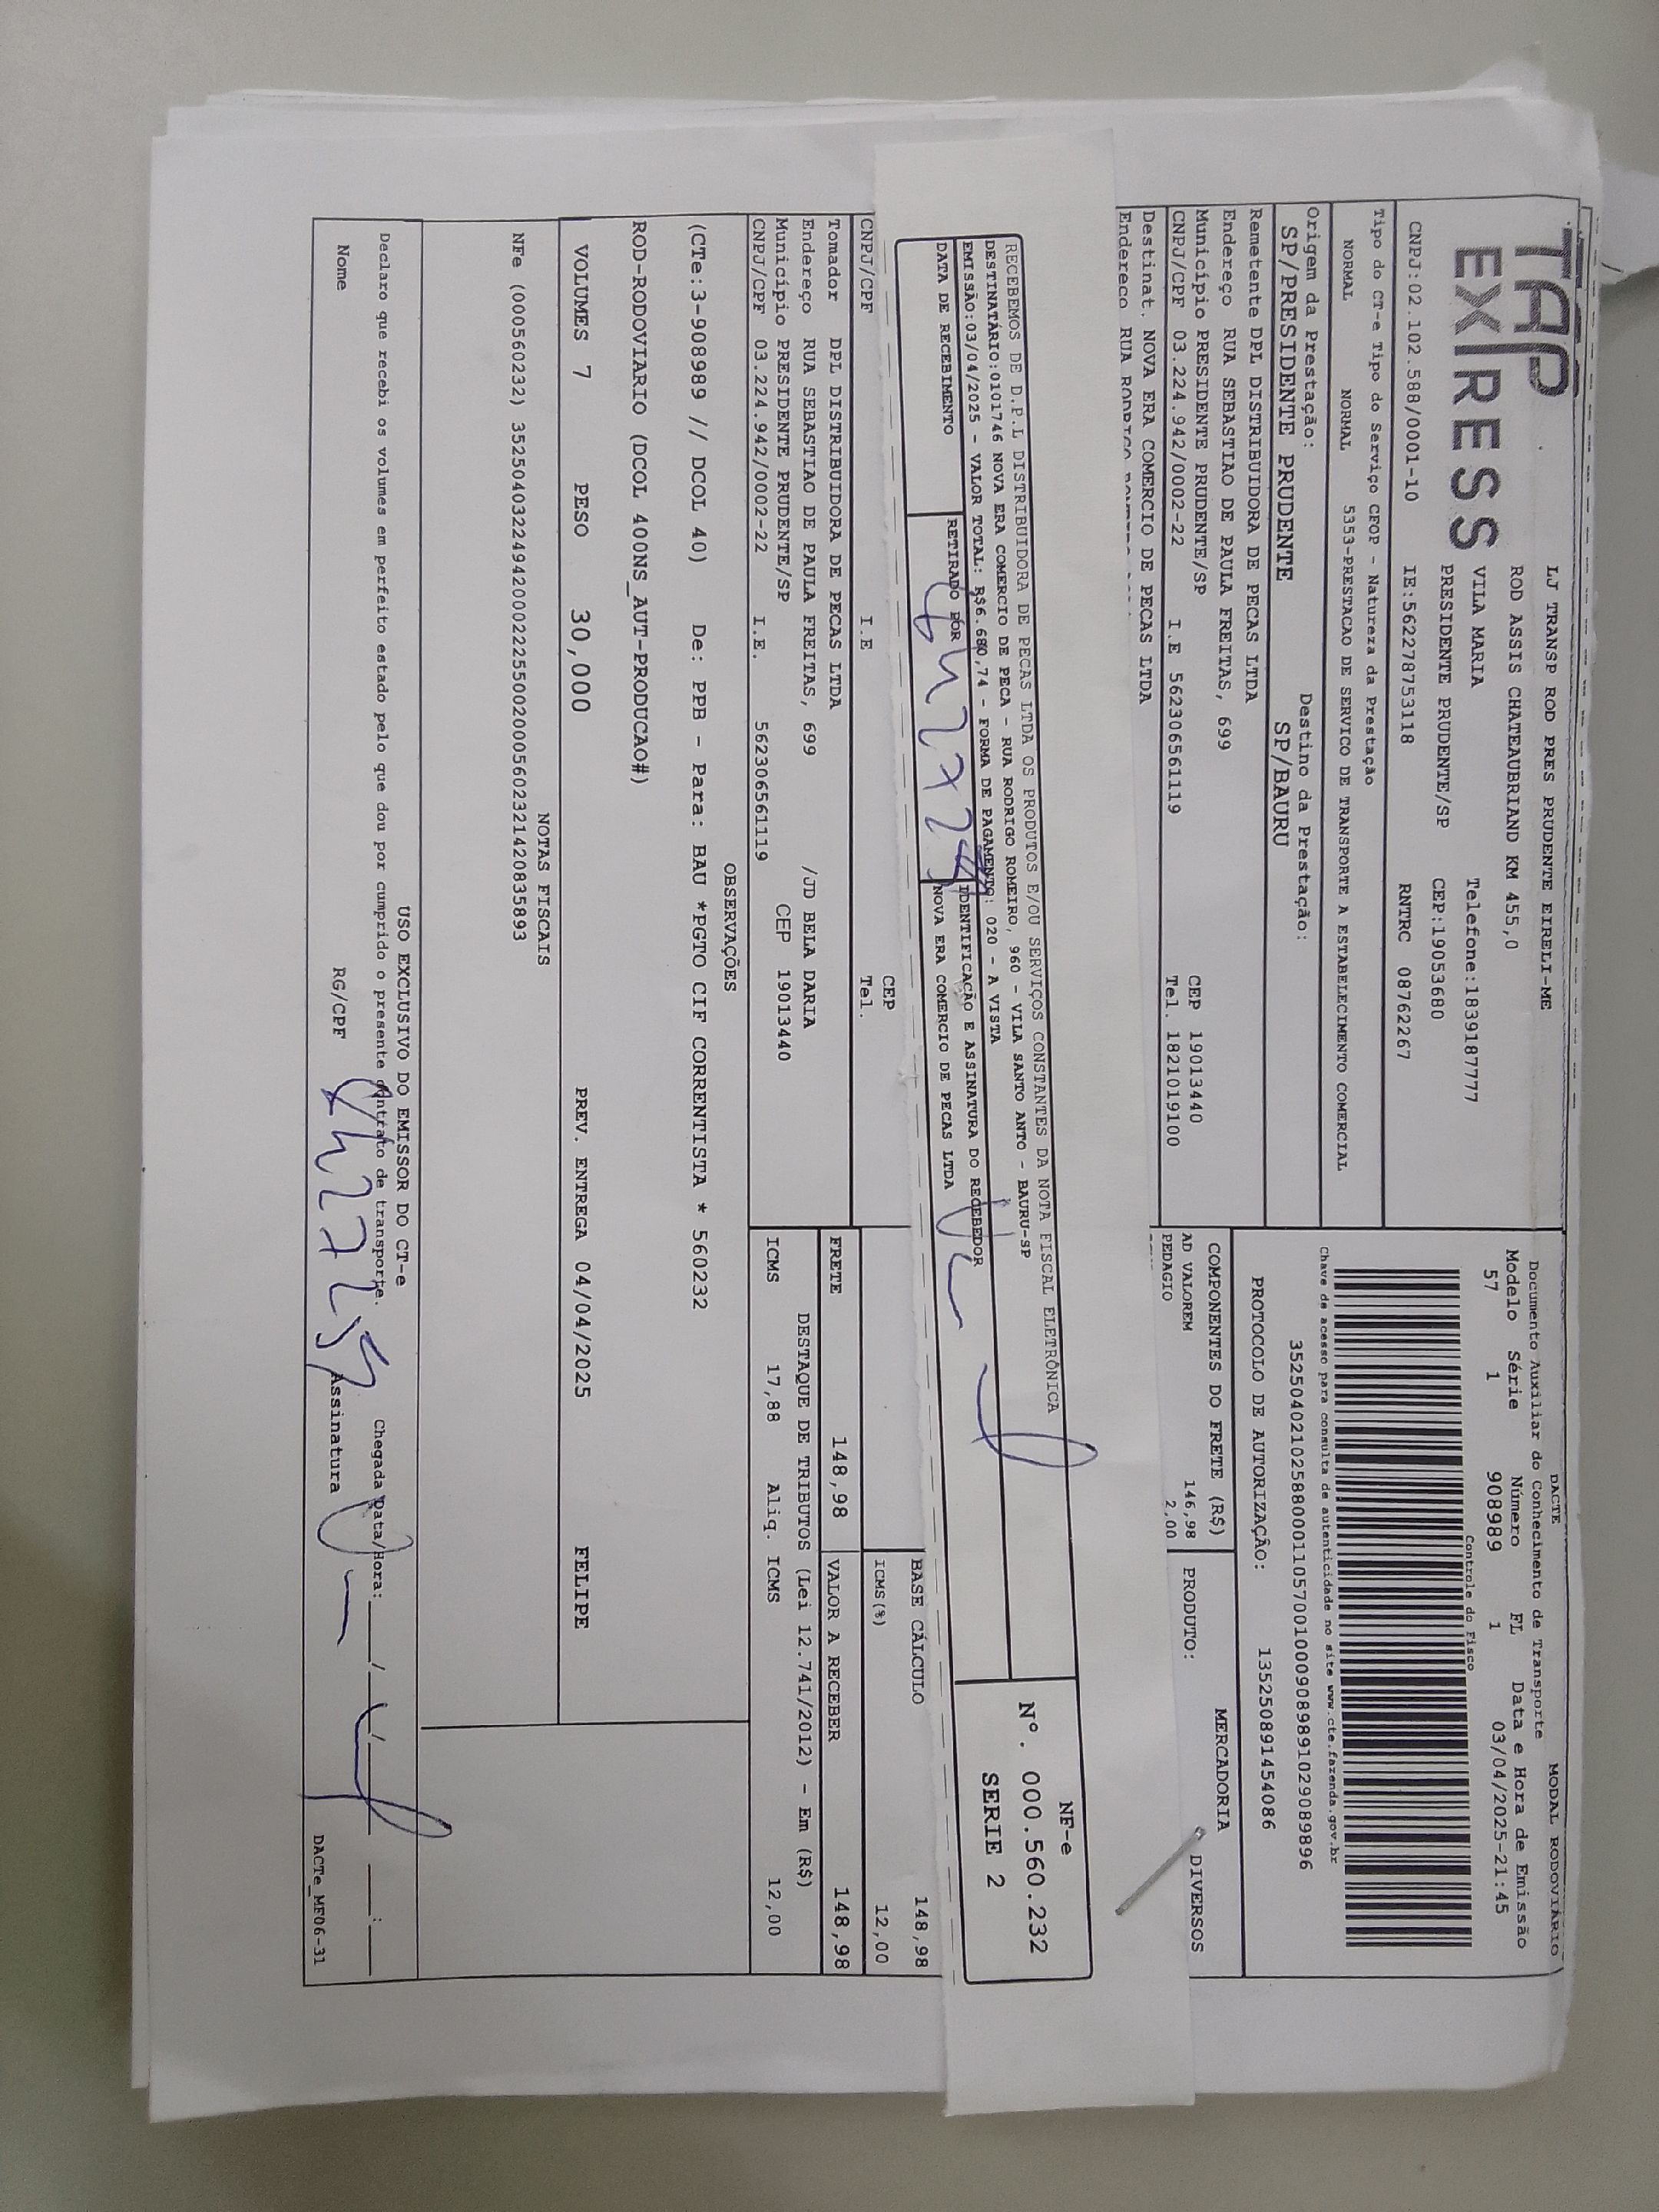 TAP
EXPRESS
LJ TRANSP ROD PRES PRUDENTE EIRELI-ME
ROD ASSIS CHATEAUBRIAND KM 455,0
VILA MARIA Telefone:1839187777
PRESIDENTE PRUDENTE/SP CEP:19053680
CNPJ:02.102.588/0001-10 IE:562278753118 RNTRC 08762267
Tipo do CT-e Tipo do Serviço CFOP - Natureza da Prestação
NORMAL NORMAL 5353-PRESTACAO DE SERVICO DE TRANSPORTE A ESTABELECIMENTO COMERCIAL
Origem da Prestação: Destino da Prestação:
SP/PRESIDENTE PRUDENTE SP/BAURU
Remetente DPL DISTRIBUIDORA DE PECAS LTDA
Endereço RUA SEBASTIAO DE PAULA FREITAS, 699
Município PRESIDENTE PRUDENTE/SP CEP 19013440
CNPJ/CPF 03.224.942/0002-22 I.E 562306561119 Tel. 1821019100
Destinat. NOVA ERA COMERCIO DE PECAS LTDA
Endereco RUA RODRIGO
DACTE MODAL RODOVIÁRIO
Documento Auxiliar do Conhecimento de Transporte
Modelo Série Número FL Data e Hora de Emissão
57 1 908989 1 03/04/2025-21:45
Controle do Fisco
Chave de acesso para consulta de autenticidade no site www.cte.fazenda.gov.br
35250402102588000110570010009089891029089896
PROTOCOLO DE AUTORIZAÇÃO: 135250891454086
COMPONENTES DO FRETE (R$) MERCADORIA
AD VALOREM 146,98 PRODUTO: DIVERSOS
PEDAGIO 2,00
RECEBEMOS DE D.P.L DISTRIBUIDORA DE PECAS LTDA OS PRODUTOS E/OU SERVIÇOS CONSTANTES DA NOTA FISCAL ELETRÔNICA
DESTINATÁRIO:0101746 NOVA ERA COMERCIO DE PECA - RUA RODRIGO ROMEIRO, 960 - VILA SANTO ANTO - BAURU-SP
EMISSÃO:03/04/2025 - VALOR TOTAL: R$6.680,74 - FORMA DE PAGAMENTO: 020 - A VISTA
DATA DE RECEBIMENTO RETIRADO POR IDENTIFICAÇÃO E ASSINATURA DO RECEBEDOR
NOVA ERA COMERCIO DE PECAS LTDA
NF-e
Nº. 000.560.232
SERIE 2
CEP
CNPJ/CPF I.E Tel.
BASE CÁLCULO 148,98
ICMS(%) 12,00
Tomador DPL DISTRIBUIDORA DE PECAS LTDA
Endereço RUA SEBASTIAO DE PAULA FREITAS, 699 /JD BELA DARIA
Município PRESIDENTE PRUDENTE/SP CEP 19013440
CNPJ/CPF 03.224.942/0002-22 I.E. 562306561119
FRETE 148,98 VALOR A RECEBER 148,98
DESTAQUE DE TRIBUTOS (Lei 12.741/2012) - Em (R$)
ICMS 17,88 Aliq. ICMS 12,00
OBSERVAÇÕES
(CTe:3-908989 // DCOL 40) De: PPB - Para: BAU *PGTO CIF CORRENTISTA * 560232
ROD-RODOVIARIO (DCOL 400NS_AUT-PRODUCAO#)
VOLUMES 7 PESO 30,000 PREV. ENTREGA 04/04/2025 FELIPE
NOTAS FISCAIS
NFe (000560232) 35250403224942000222550020005602321420835893
USO EXCLUSIVO DO EMISSOR DO CT-e
Declaro que recebi os volumes em perfeito estado pelo que dou por cumprido o presente contrato de transporte. Chegada Data/Hora: ___/___/___ ___:___
Nome RG/CPF Assinatura
DACTe_MF06-31